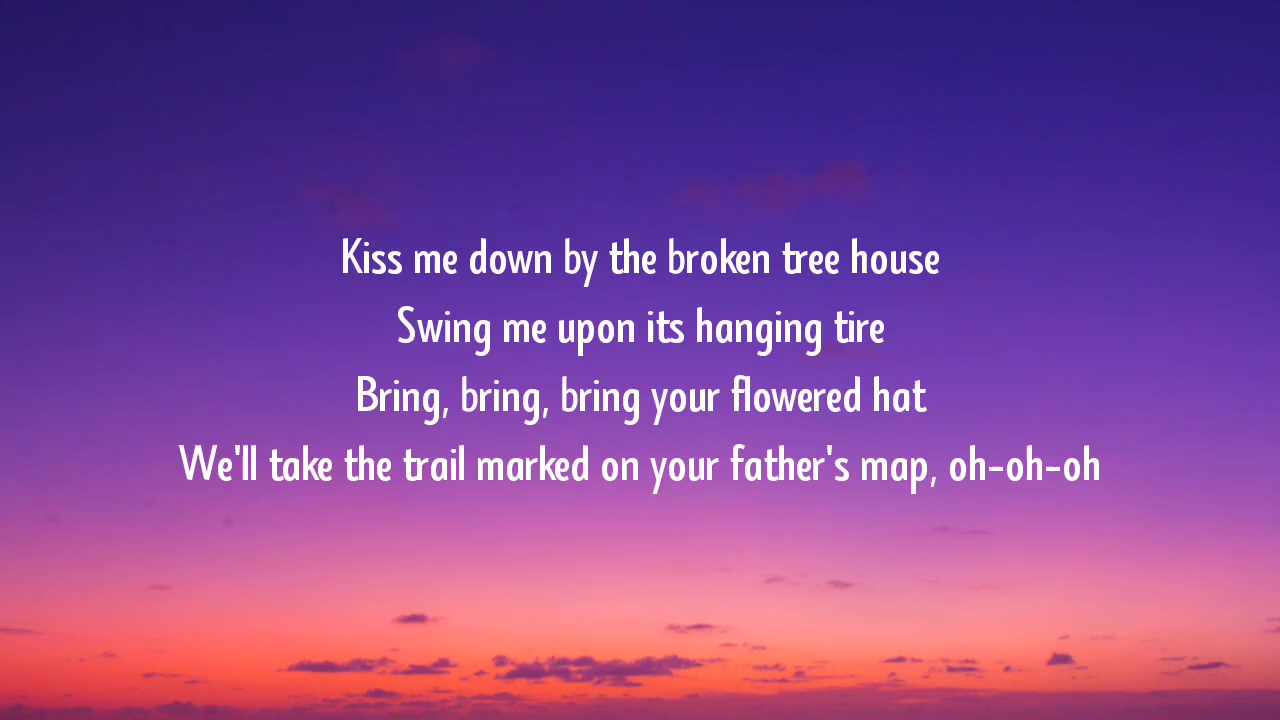 Kiss me down by the broken tree house
Swing me upon its hanging tire
Bring, bring, bring your flowered hat
We'll take the trail marked on your father's map, oh-oh-oh